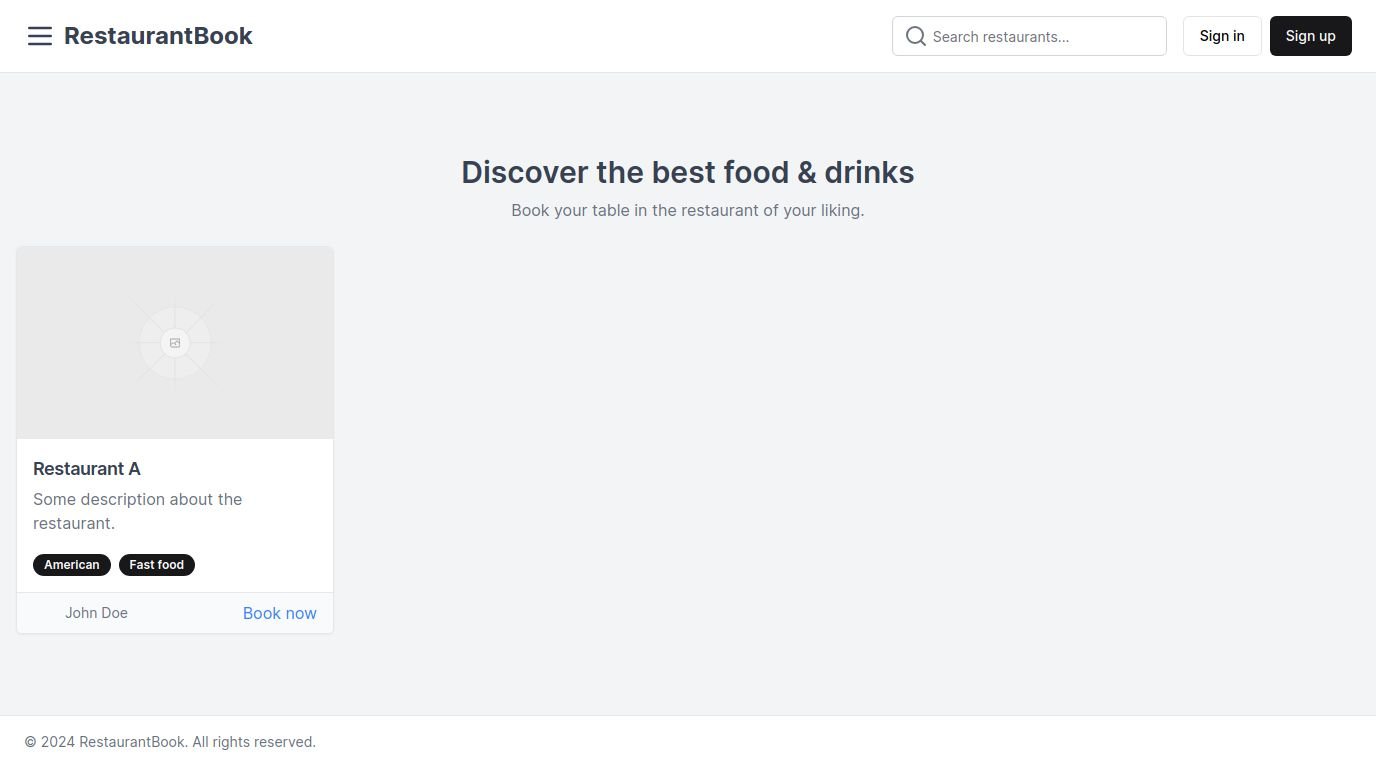 RestaurantBook
Search restaurants...
Sign in
Sign up
Discover the best food & drinks
Book your table in the restaurant of your liking.
Restaurant A
Some description about the
restaurant.
American
Fast food
John Doe
Book now
© 2024 RestaurantBook. All rights reserved.